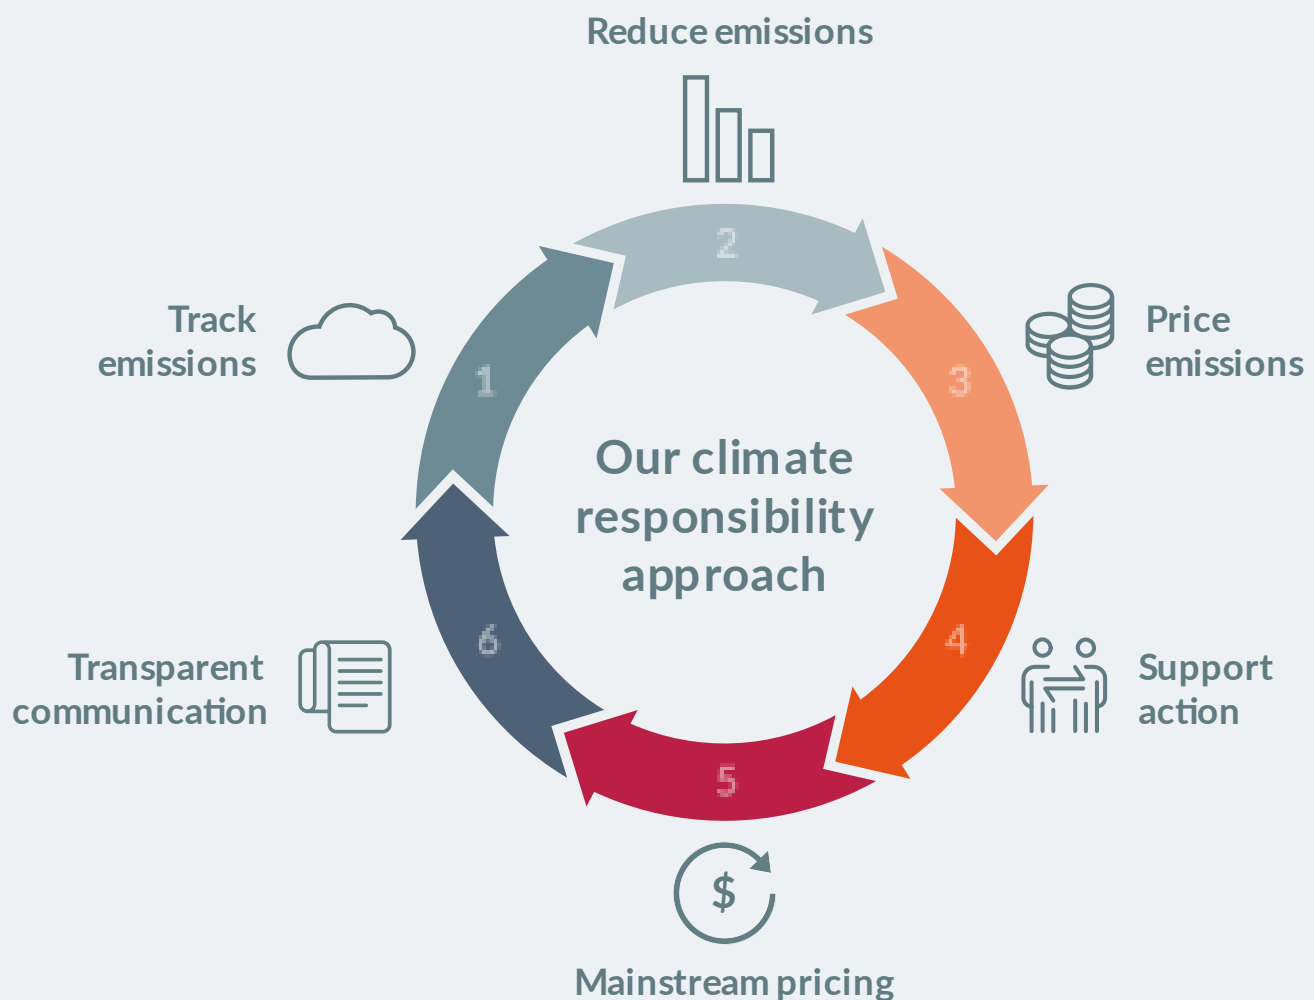 Reduce emissions
2
Track
emissions
1
3
Price
emissions
Our climate
responsibility
approach
Transparent
communication
6
4
Support
action
5
$
Mainstream pricing